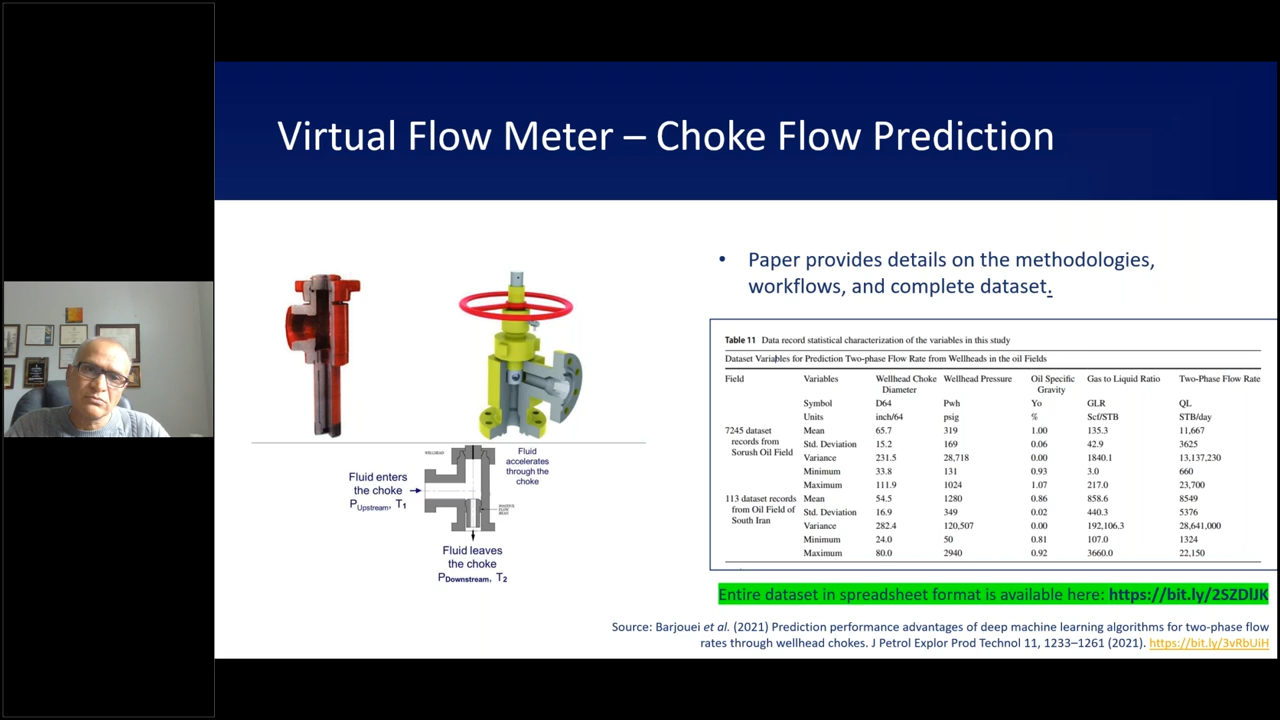 Virtual Flow Meter – Choke Flow Prediction
• Paper provides details on the methodologies,
workflows, and complete dataset.
Table 11 Data record statistical characterization of the variables in this study
Dataset Variables for Prediction Two-phase Flow Rate from Wellheads in the oil Fields
Field Variables Wellhead Choke Diameter Wellhead Pressure Oil Specific Gravity Gas to Liquid Ratio Two-Phase Flow Rate
Symbol D64 Pwh Yo GLR QL
Units inch/64 psig % Scf/STB STB/day
7245 dataset Mean 65.7 319 1.00 135.3 11,667
records from Std. Deviation 15.2 169 0.06 42.9 3625
Sorush Oil Field Variance 231.5 28,718 0.00 1840.1 13,137,230
Minimum 33.8 131 0.93 3.0 660
Maximum 111.9 1024 1.07 217.0 23,700
113 dataset records Mean 54.5 1280 0.86 858.6 8549
from Oil Field of Std. Deviation 16.9 349 0.02 440.3 5376
South Iran Variance 282.4 120,507 0.00 192,106.3 28,641,000
Minimum 24.0 50 0.81 107.0 1324
Maximum 80.0 2940 0.92 3660.0 22,150
WELLHEAD
Fluid
accelerates
through the
choke
Fluid enters
the choke
PUpstream, T1
POSITIVE
FLOW
BEAN
Fluid leaves
the choke
PDownstream, T2
Entire dataset in spreadsheet format is available here: https://bit.ly/2SZDlJK
Source: Barjouei et al. (2021) Prediction performance advantages of deep machine learning algorithms for two-phase flow
rates through wellhead chokes. J Petrol Explor Prod Technol 11, 1233–1261 (2021). https://bit.ly/3vRbUiH